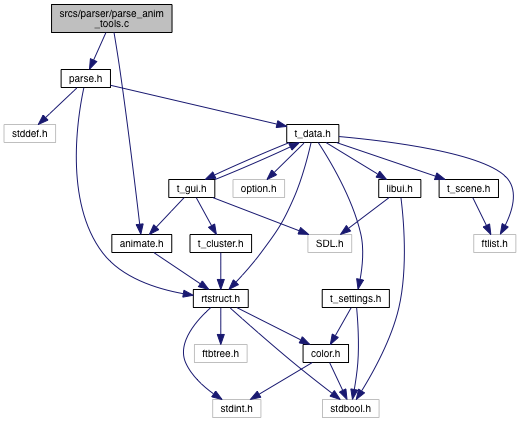 srcs/parser/parse_anim
_tools.c
parse.h
stddef.h
t_data.h
t_gui.h
option.h
libui.h
t_scene.h
animate.h
t_cluster.h
SDL.h
ftlist.h
rtstruct.h
t_settings.h
ftbtree.h
color.h
stdint.h
stdbool.h